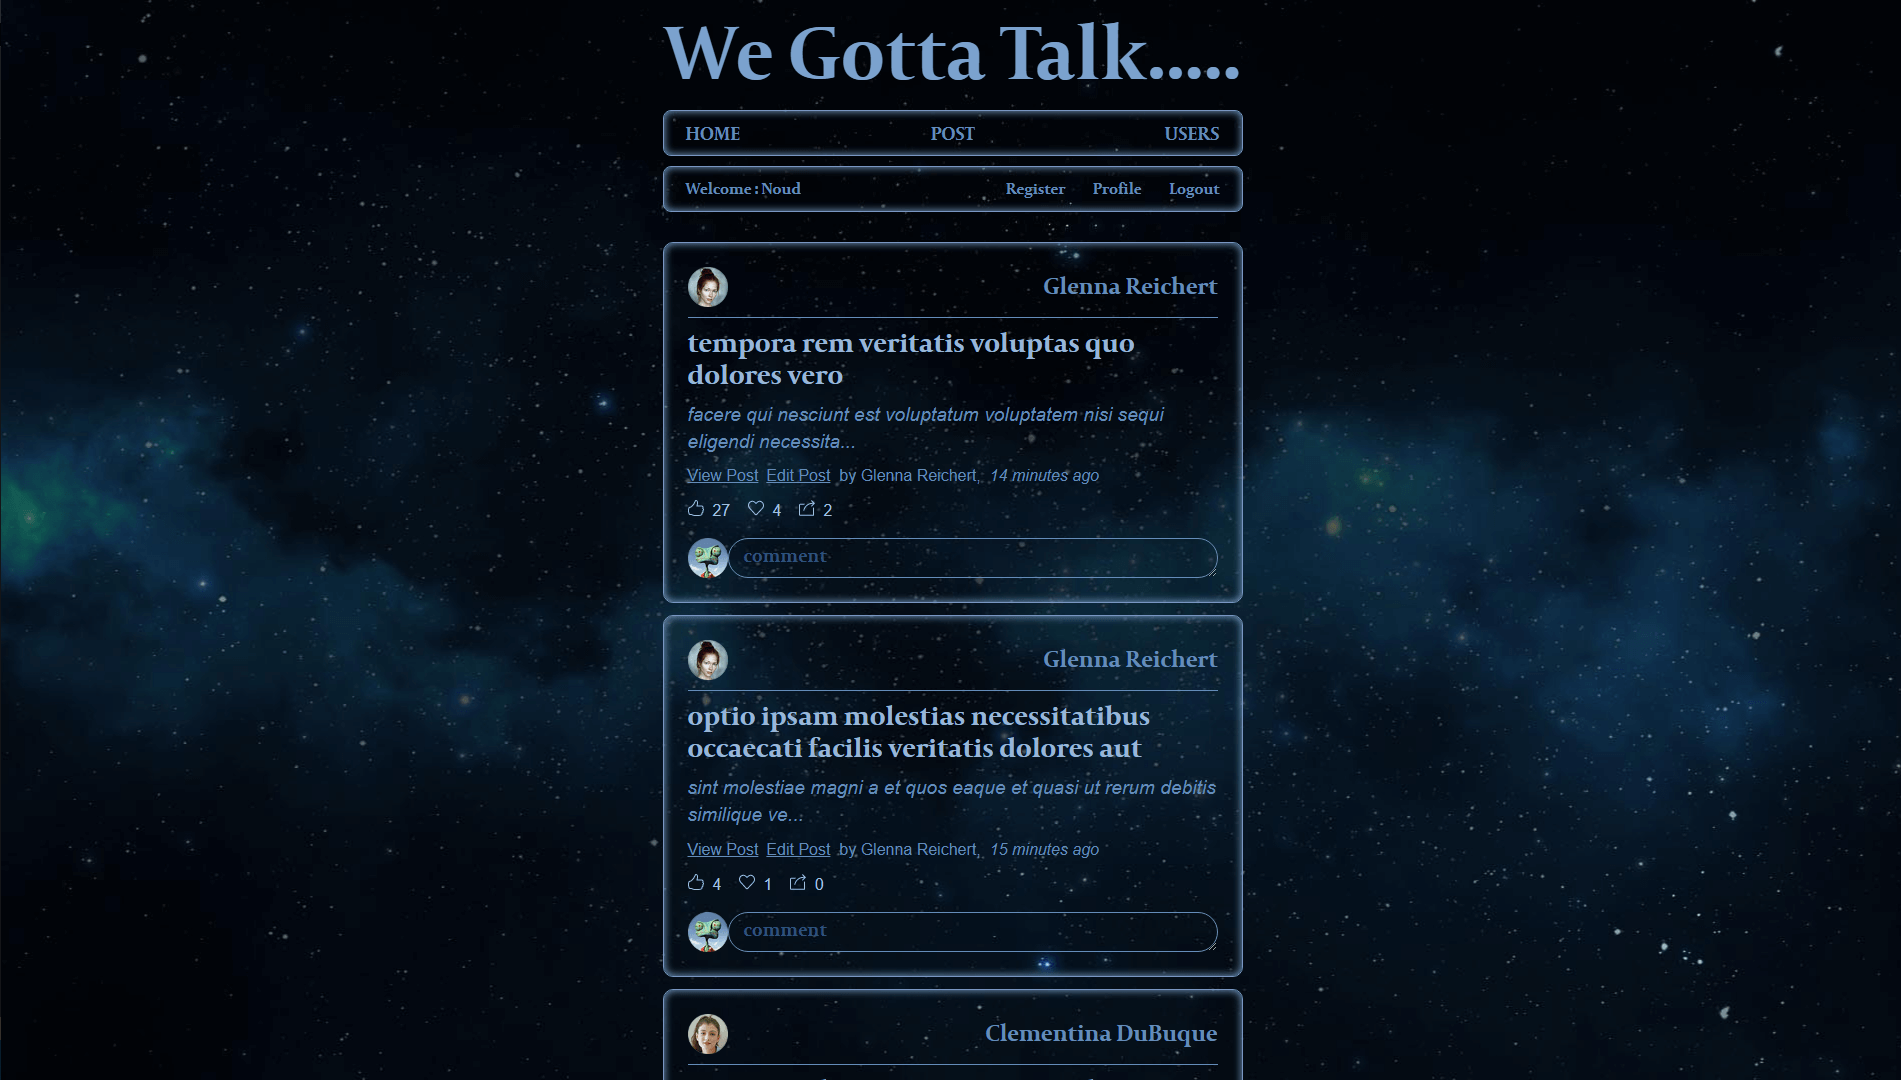 We Gotta Talk.....
HOME POST USERS
Welcome : Noud Register Profile Logout
Glenna Reichert
tempora rem veritatis voluptas quo
dolores vero
facere qui nesciunt est voluptatum voluptatem nisi sequi
eligendi necessita...
View Post Edit Post by Glenna Reichert, 14 minutes ago
27 4 2
comment
Glenna Reichert
optio ipsam molestias necessitatibus
occaecati facilis veritatis dolores aut
sint molestiae magni a et quos eaque et quasi ut rerum debitis
similique ve...
View Post Edit Post by Glenna Reichert, 15 minutes ago
4 1 0
comment
Clementina DuBuque